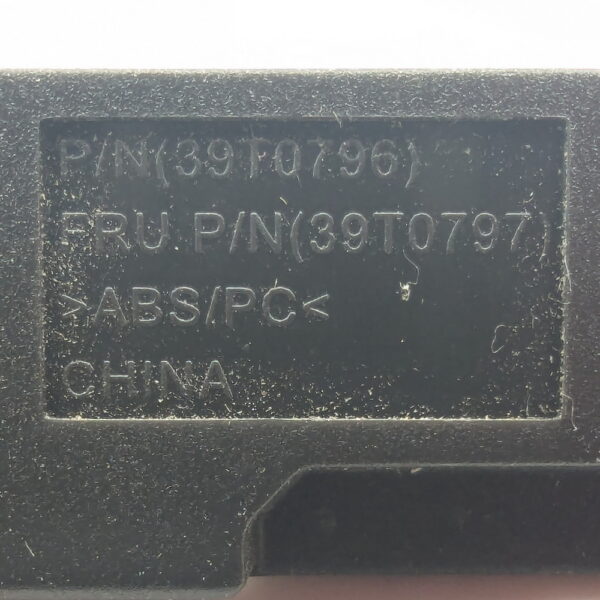 P/N(39T0796)
FRU P/N(39T0797)
>ABS/PC<
CHINA